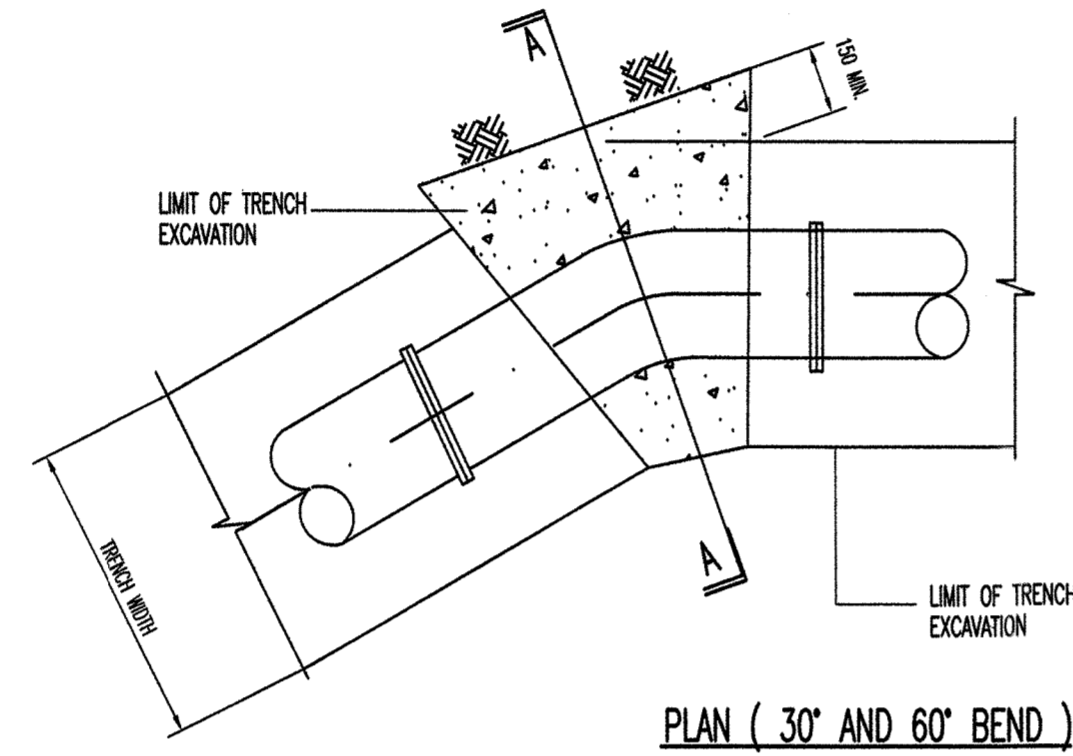 A
150 MIN.
LIMIT OF TRENCH
EXCAVATION
TRENCH WIDTH
A
LIMIT OF TRENCH
EXCAVATION
PLAN ( 30° AND 60° BEND )